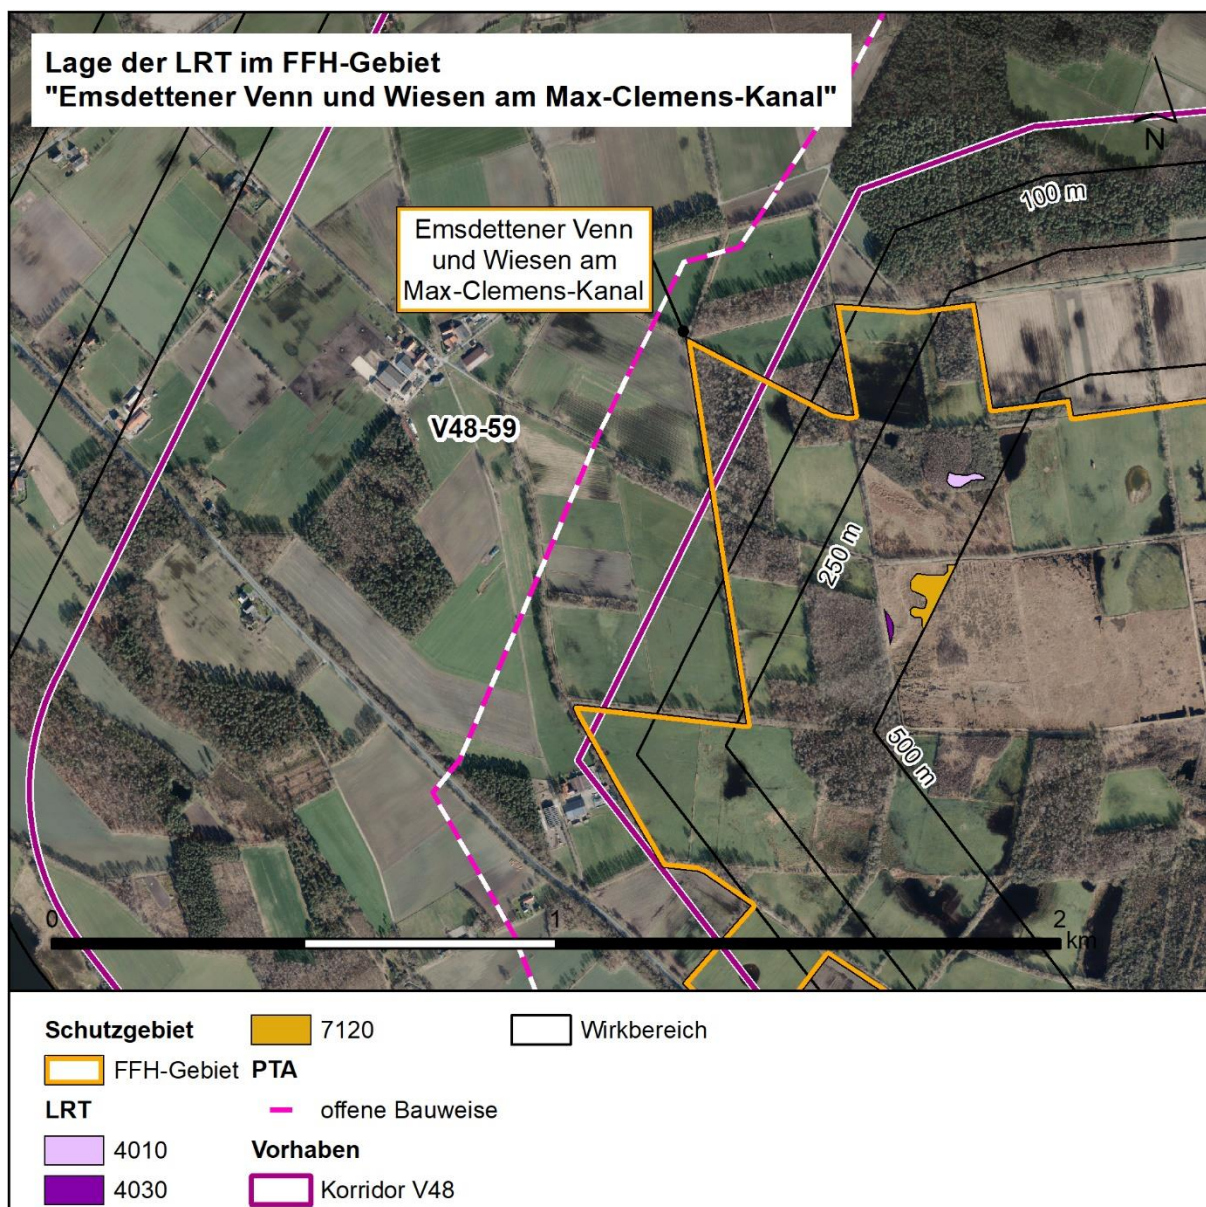 Lage der LRT im FFH-Gebiet
"Emsdettener Venn und Wiesen am Max-Clemens-Kanal"
N
100 m
Emsdettener Venn
und Wiesen am
Max-Clemens-Kanal
V48-59
250 m
500 m
0 1 2
km
Schutzgebiet
FFH-Gebiet
LRT
4010
4030
7120
PTA
offene Bauweise
Vorhaben
Korridor V48
Wirkbereich